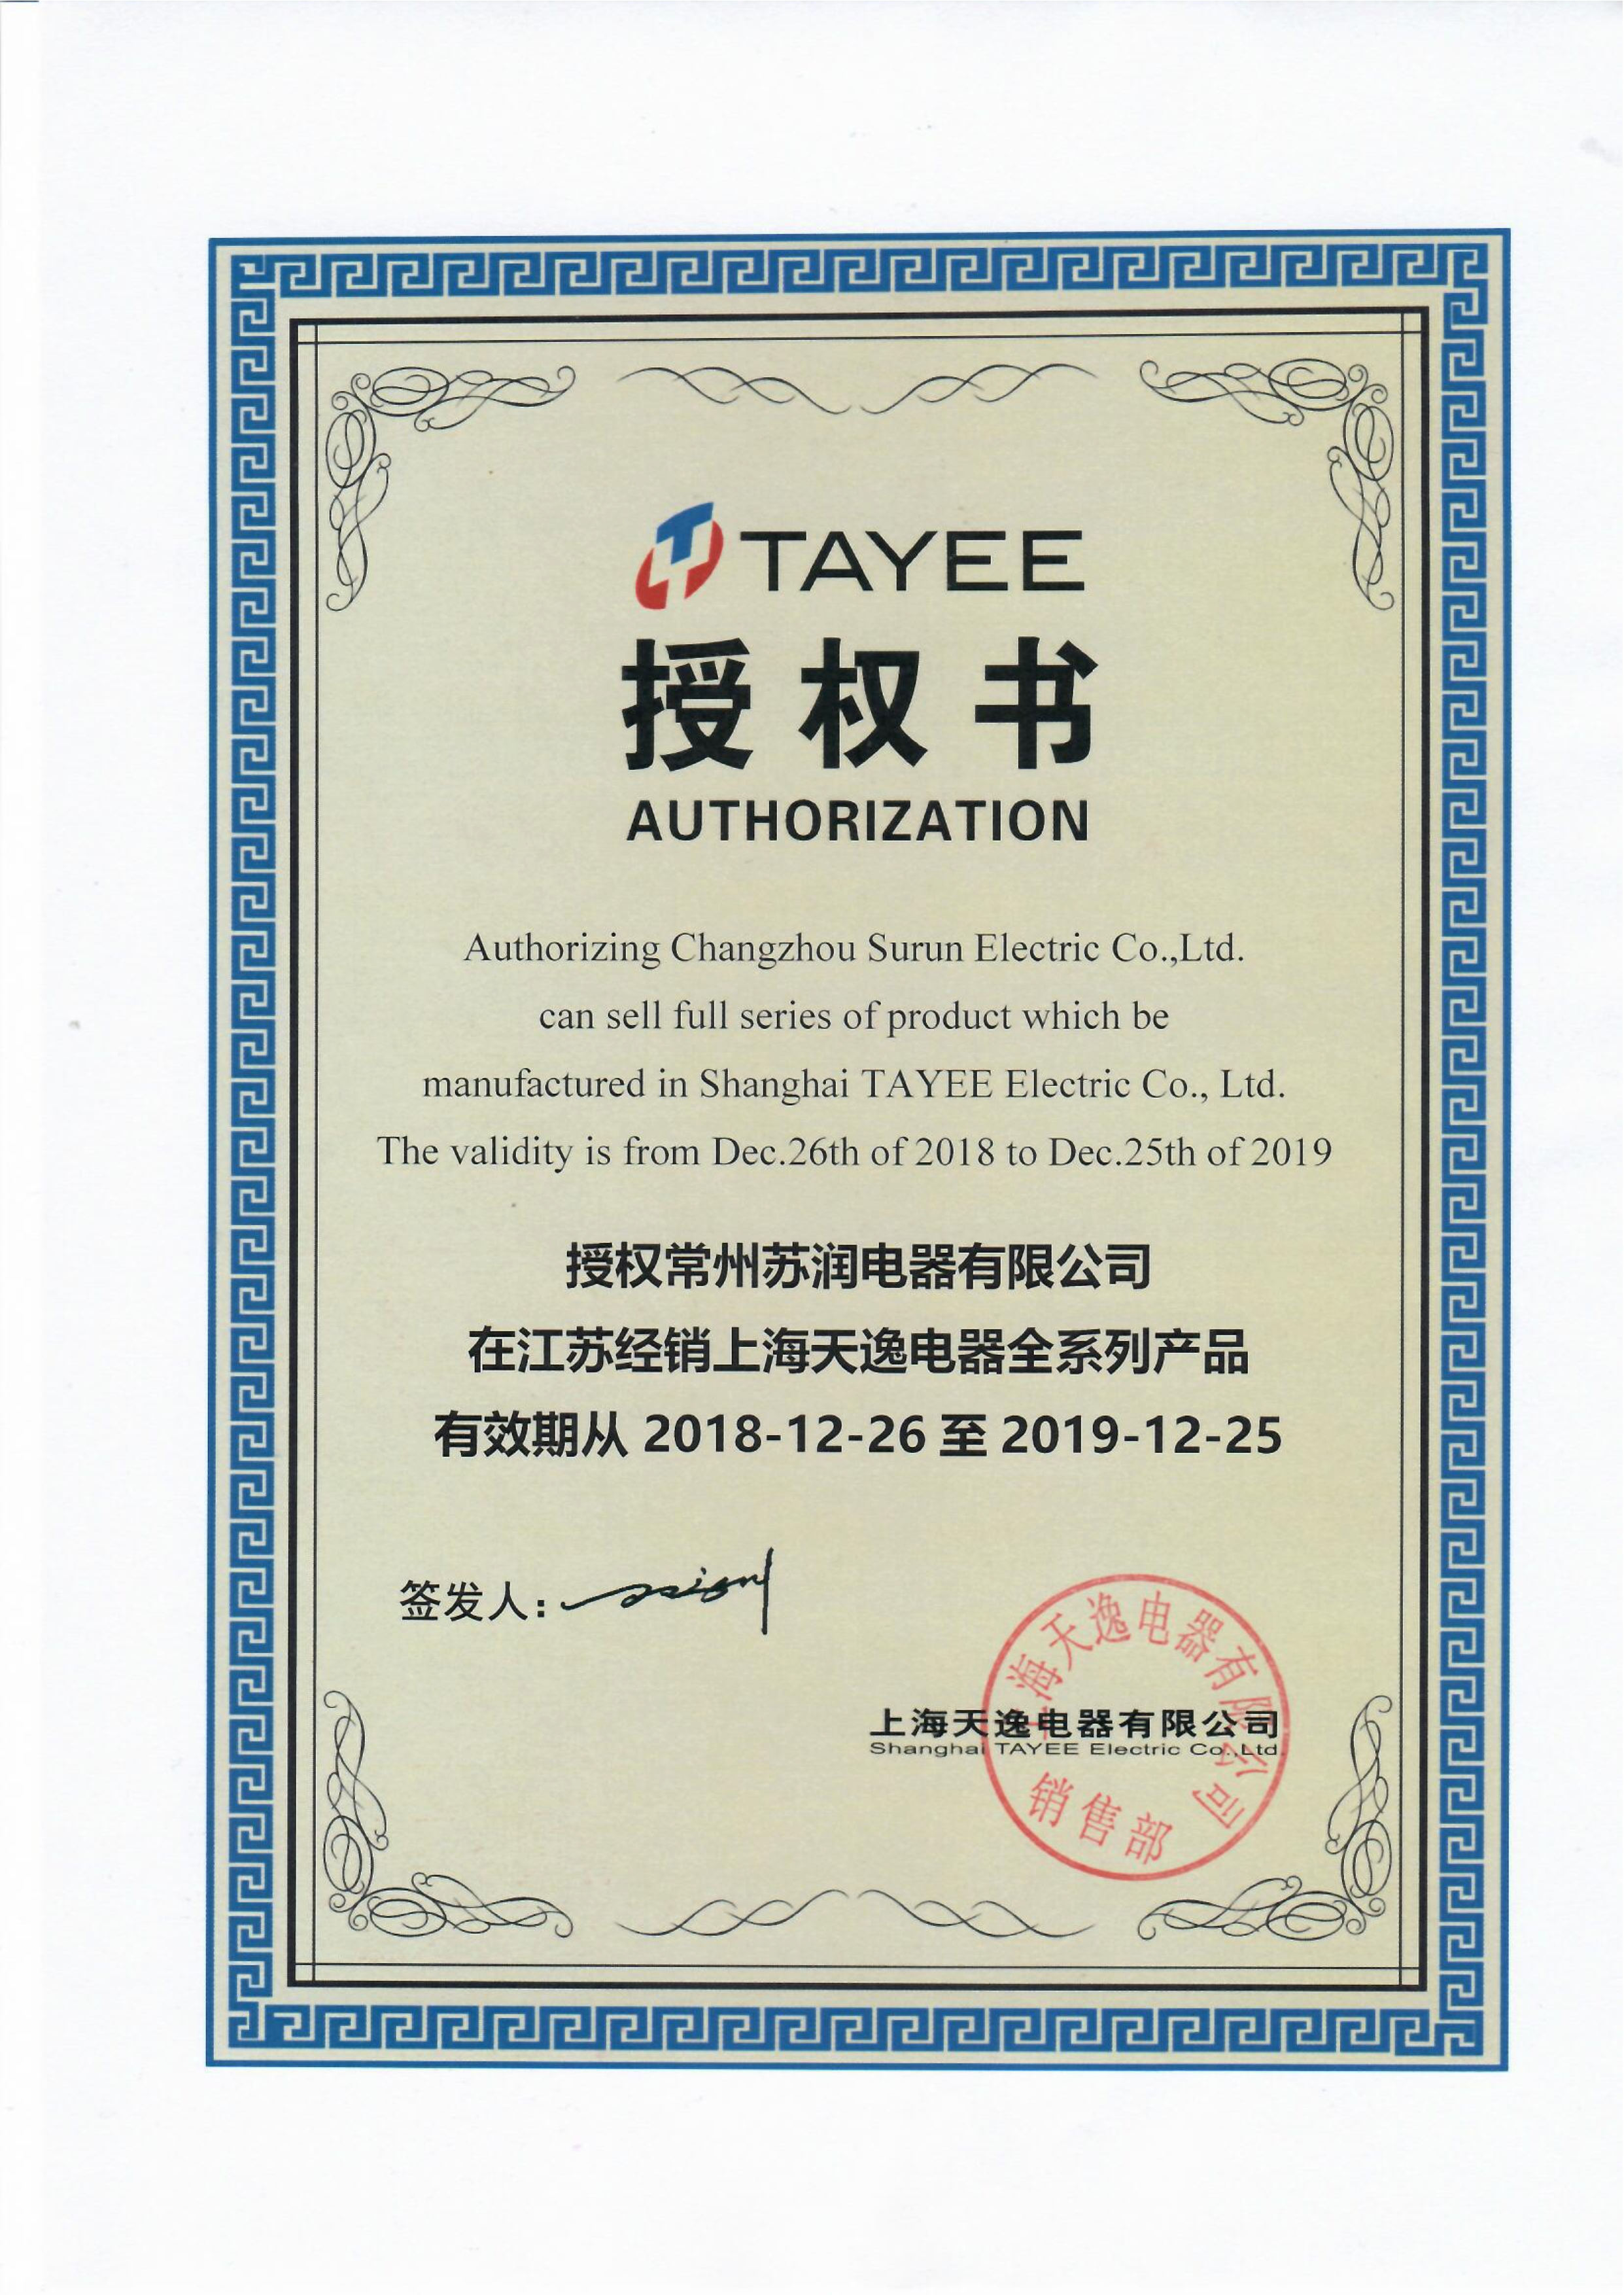 TAYEE
授权书
AUTHORIZATION
Authorizing Changzhou Surun Electric Co.,Ltd.
can sell full series of product which be
manufactured in Shanghai TAYEE Electric Co., Ltd.
The validity is from Dec.26th of 2018 to Dec.25th of 2019
授权常州苏润电器有限公司
在江苏经销上海天逸电器全系列产品
有效期从 2018-12-26 至 2019-12-25
签发人:
上海天逸电器有限公司
Shanghai TAYEE Electric Co.,Ltd.
上海天逸电器有限公司
销售部